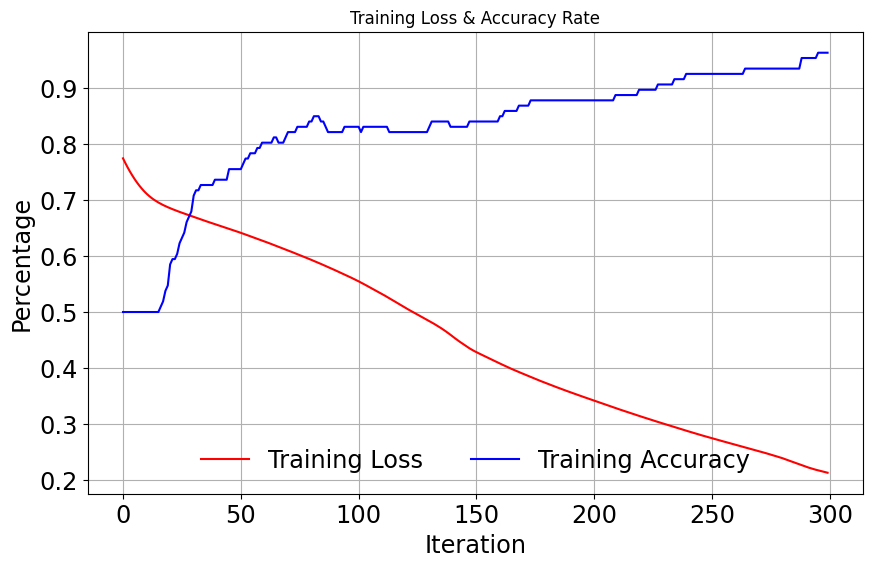 Training Loss & Accuracy Rate
Percentage
0.9
0.8
0.7
0.6
0.5
0.4
0.3
0.2
Training Loss Training Accuracy
0 50 100 150 200 250 300
Iteration